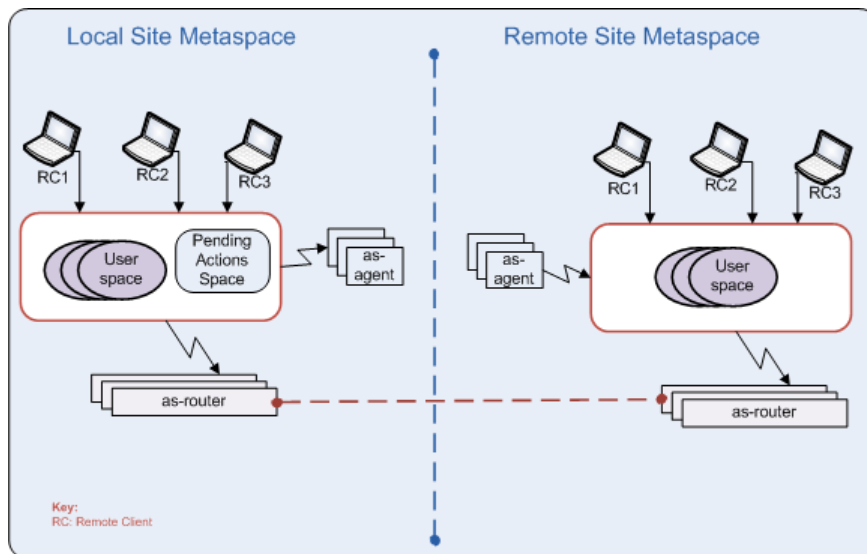 Local Site Metaspace
RC1
RC2
RC3
User
space
Pending
Actions
Space
as-
agent
as-router
Key:
RC: Remote Client
Remote Site Metaspace
RC1
RC2
RC3
as-
agent
User
space
as-router